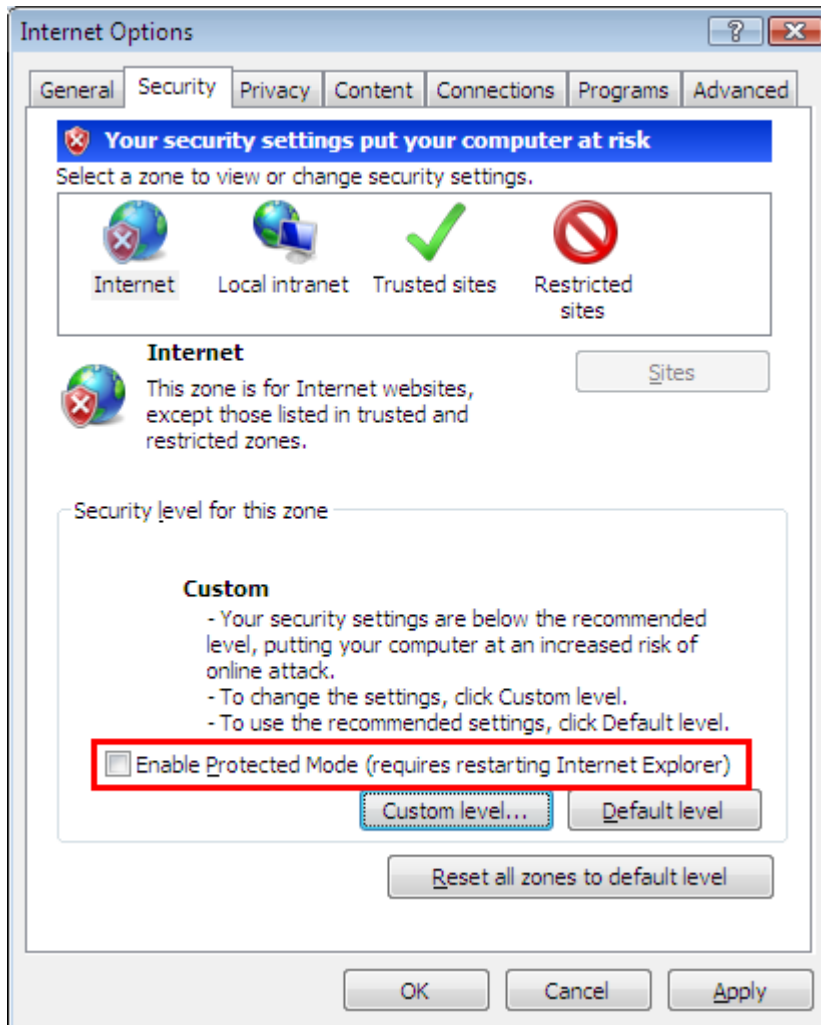 Internet Options
General Security Privacy Content Connections Programs Advanced
Your security settings put your computer at risk
Select a zone to view or change security settings.
Internet Local intranet Trusted sites Restricted
sites
Internet
Sites
This zone is for Internet websites,
except those listed in trusted and
restricted zones.
Security level for this zone
Custom
- Your security settings are below the recommended
level, putting your computer at an increased risk of
online attack.
- To change the settings, click Custom level.
- To use the recommended settings, click Default level.
Enable Protected Mode (requires restarting Internet Explorer)
Custom level... Default level
Reset all zones to default level
OK Cancel Apply